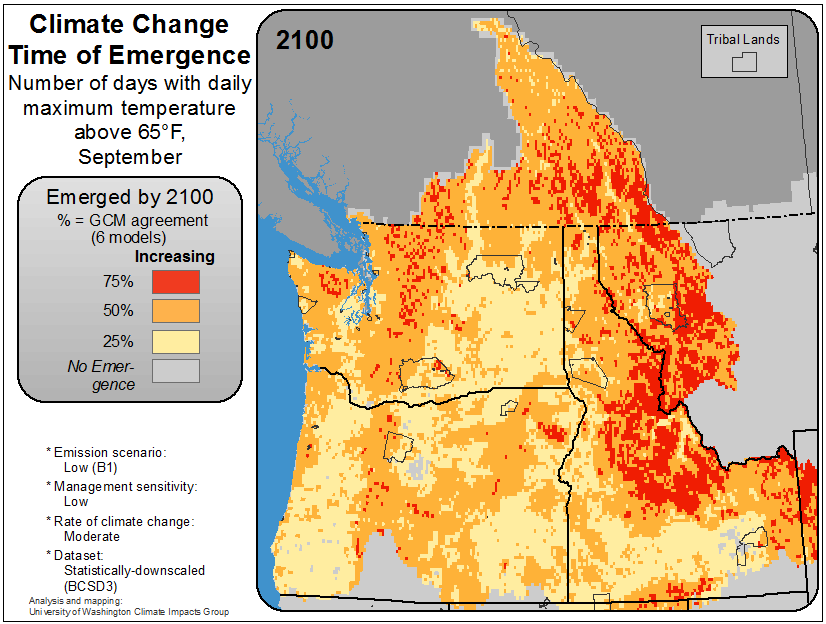 Climate Change
Time of Emergence
Number of days with daily
maximum temperature
above 65°F,
September
Emerged by 2100
% = GCM agreement
(6 models)
Increasing
75%
50%
25%
No Emer-
gence
* Emission scenario:
Low (B1)
* Management sensitivity:
Low
* Rate of climate change:
Moderate
* Dataset:
Statistically-downscaled
(BCSD3)
Analysis and mapping:
University of Washington Climate Impacts Group
2100
Tribal Lands